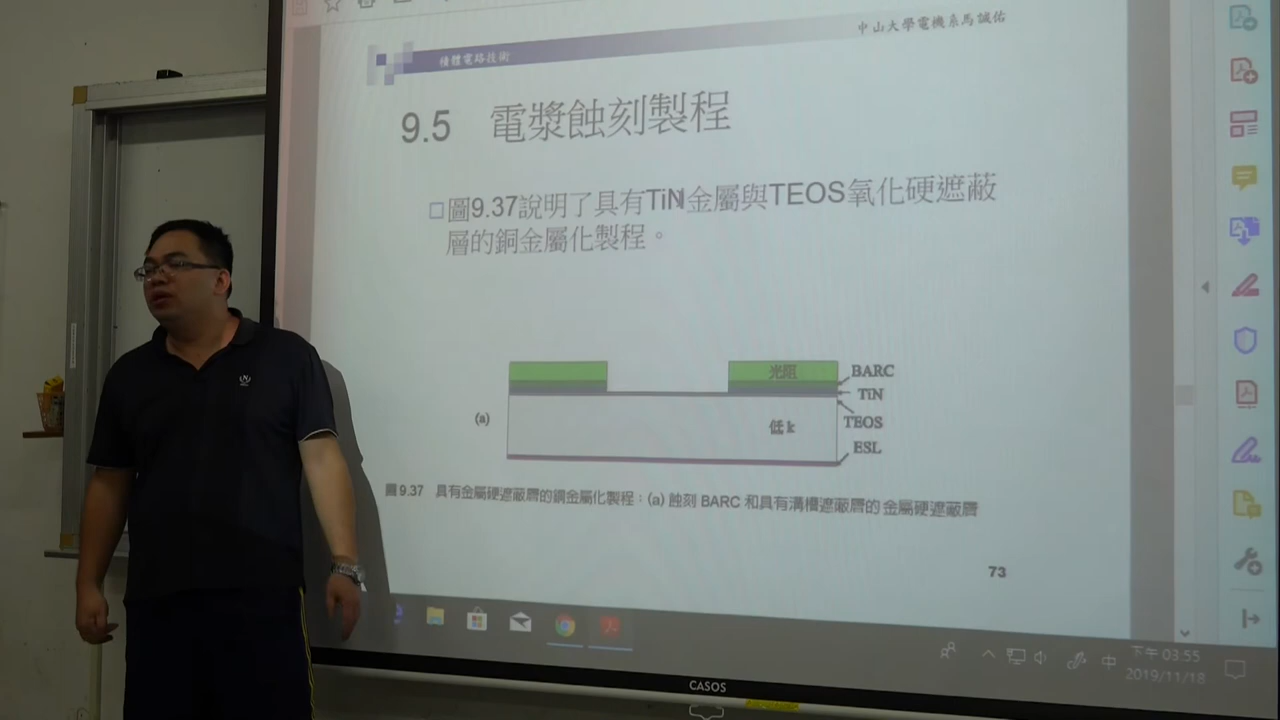 中山大學電機系馬誠佑
積體電路技術
9.5 電漿蝕刻製程
圖9.37說明了具有TiN金屬與TEOS氧化硬遮蔽
層的銅金屬化製程。
光阻
BARC
TiN
(a)
低 k
TEOS
ESL
圖 9.37 具有金屬硬遮蔽層的銅金屬化製程：(a) 蝕刻 BARC 和具有溝槽遮蔽層的 金屬硬遮蔽層
73
中
下午 03:55
2019/11/18
CASOS